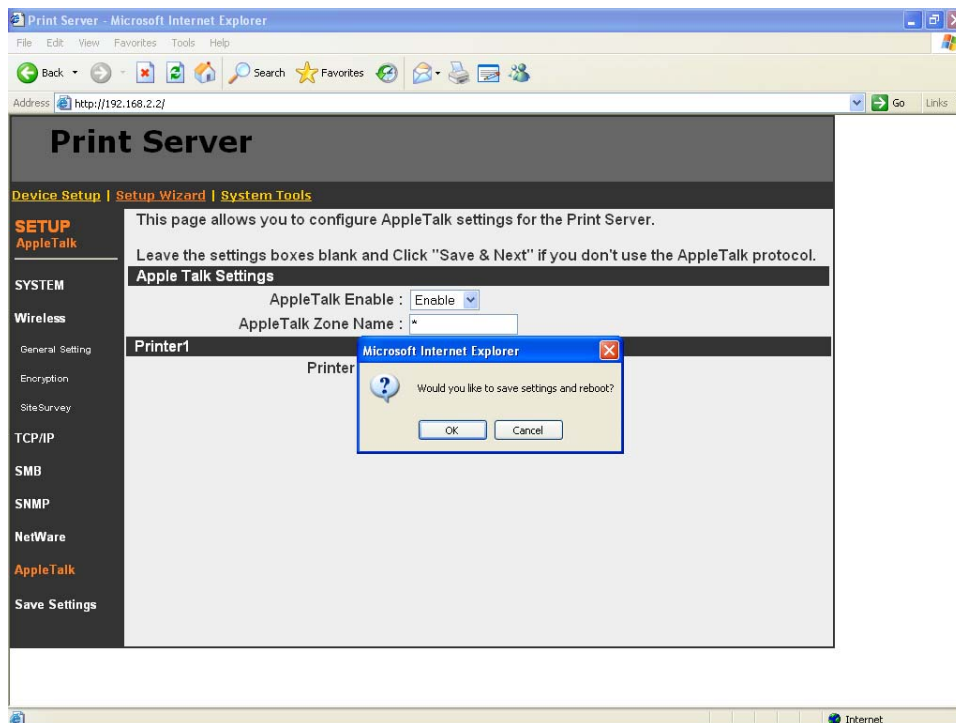 Print Server - Microsoft Internet Explorer
File Edit View Favorites Tools Help
Back Search Favorites
Address http://192.168.2.2/ Go Links
Print Server
Device Setup | Setup Wizard | System Tools
SETUP
AppleTalk
SYSTEM
Wireless
General Setting
Encryption
SiteSurvey
TCP/IP
SMB
SNMP
NetWare
AppleTalk
Save Settings
This page allows you to configure AppleTalk settings for the Print Server.
Leave the settings boxes blank and Click "Save & Next" if you don't use the AppleTalk protocol.
Apple Talk Settings
AppleTalk Enable : Enable
AppleTalk Zone Name : *
Printer1
Printer
Microsoft Internet Explorer
Would you like to save settings and reboot?
OK Cancel
Internet